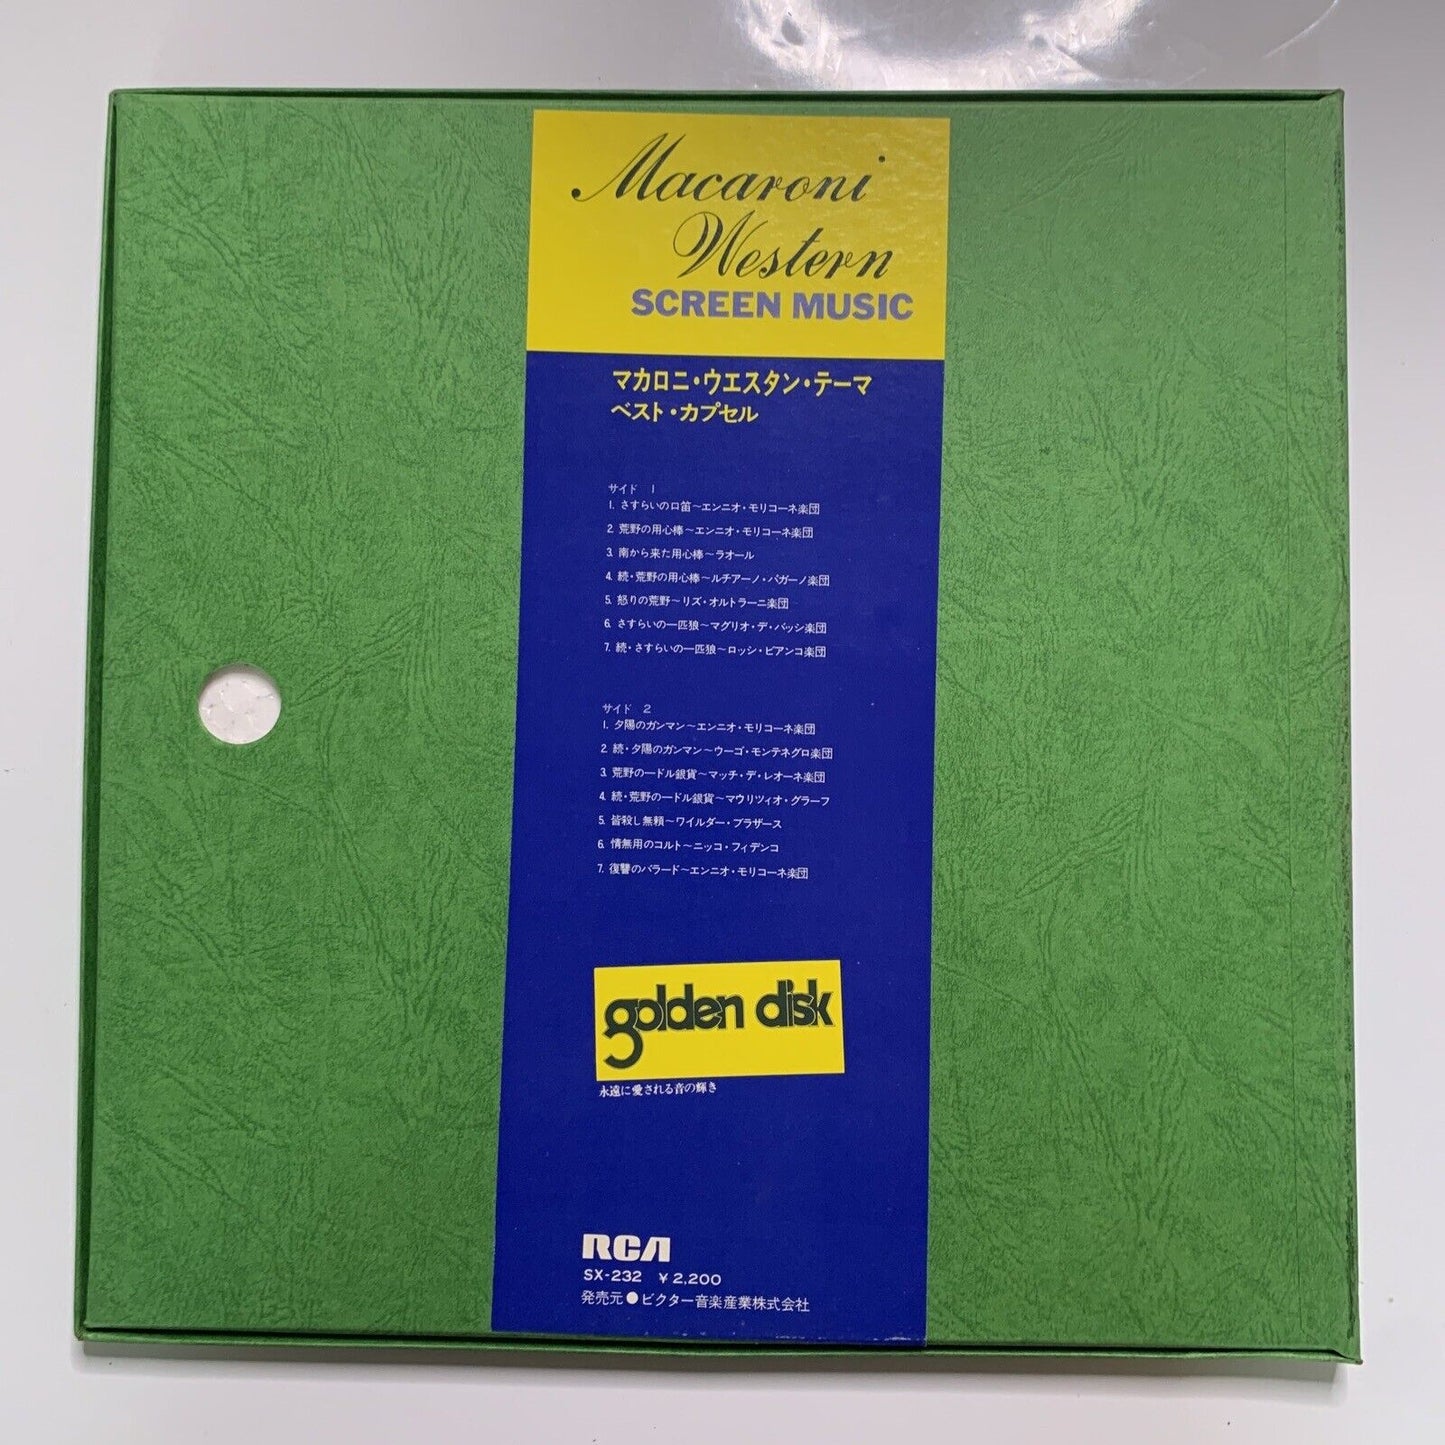 Macaroni
Western
SCREEN MUSIC
マカロニ・ウエスタン・テーマ
ベスト・カプセル
サイド 1
1. さすらいの口笛～エンニオ・モリコーネ楽団
2. 荒野の用心棒～エンニオ・モリコーネ楽団
3. 南から来た用心棒～ラオール
4. 続・荒野の用心棒～ルチアーノ・パガーノ楽団
5. 怒りの荒野～リズ・オルトラーニ楽団
6. さすらいの一匹狼～マグリオ・デ・バッシ楽団
7. 続・さすらいの一匹狼～ロッシ・ビアンコ楽団
サイド 2
1. 夕陽のガンマン～エンニオ・モリコーネ楽団
2. 続・夕陽のガンマン～ウーゴ・モンテネグロ楽団
3. 荒野の一ドル銀貨～マッチ・デ・レオーネ楽団
4. 続・荒野の一ドル銀貨～マウリツィオ・グラーフ
5. 皆殺し無頼～ワイルダー・ブラザース
6. 情無用のコルト～ニッコ・フィデンコ
7. 復讐のバラード～エンニオ・モリコーネ楽団
golden disk
永遠に愛される音の輝き
RCA
SX-232 ¥2,200
発売元●ビクター音楽産業株式会社